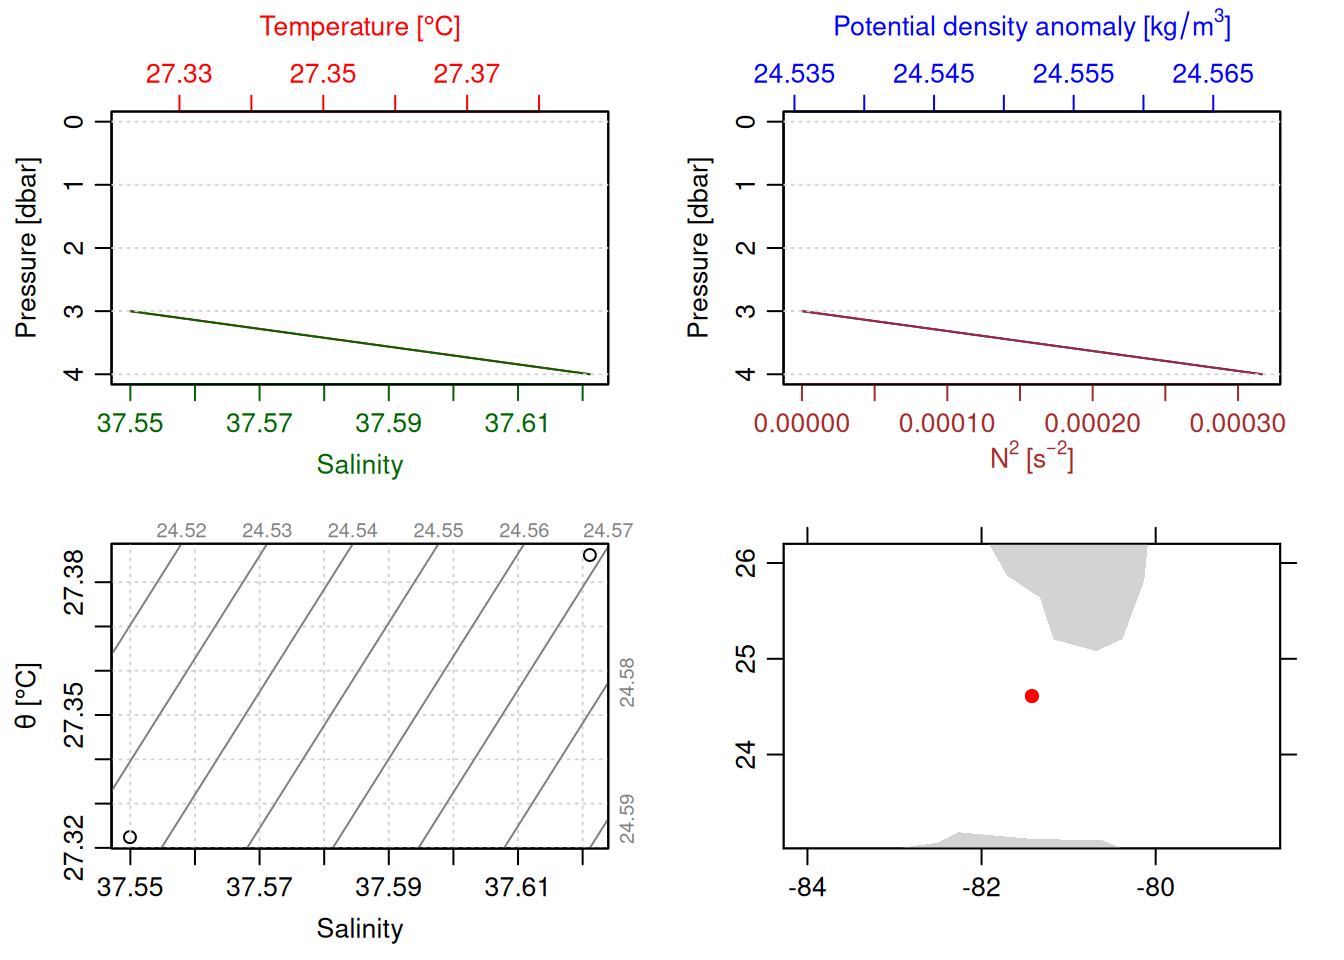 Temperature [°C]
27.33 27.35 27.37
Pressure [dbar]
0
1
2
3
4
37.55 37.57 37.59 37.61
Salinity
Potential density anomaly [kg/m³]
24.535 24.545 24.555 24.565
Pressure [dbar]
0
1
2
3
4
0.00000 0.00010 0.00020 0.00030
N² [s⁻²]
24.52 24.53 24.54 24.55 24.56 24.57
θ [°C]
27.38
27.35
27.32
24.58
24.59
37.55 37.57 37.59 37.61
Salinity
26
25
24
-84 -82 -80